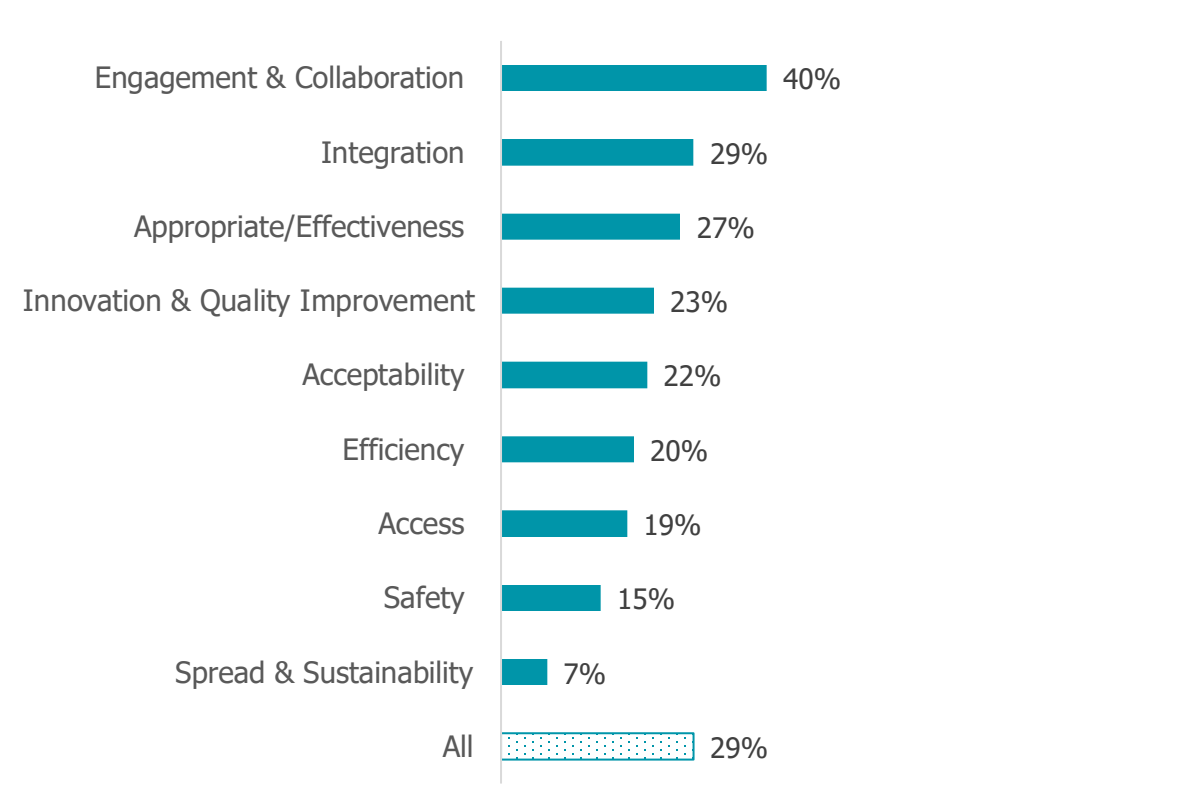 Engagement & Collaboration 40%
Integration 29%
Appropriate/Effectiveness 27%
Innovation & Quality Improvement 23%
Acceptability 22%
Efficiency 20%
Access 19%
Safety 15%
Spread & Sustainability 7%
All 29%